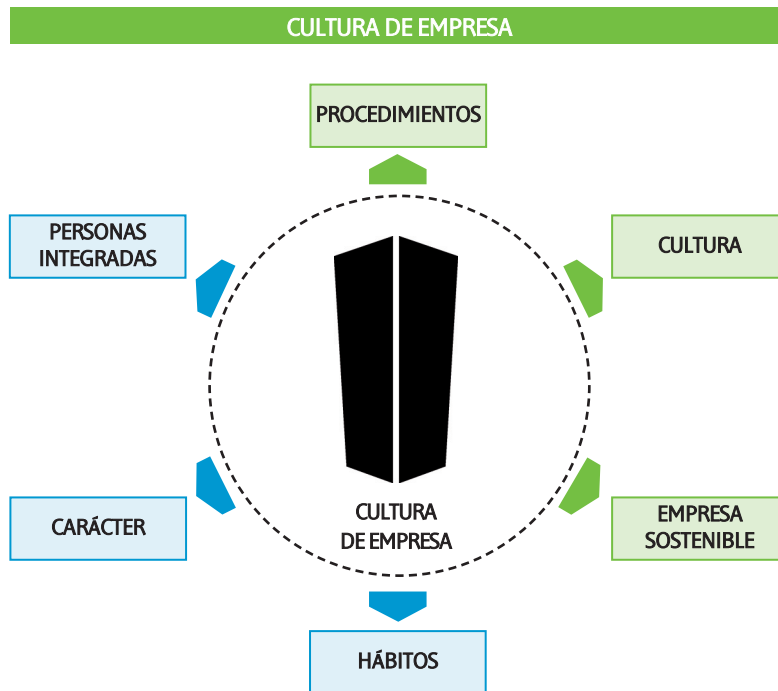 CULTURA DE EMPRESA
PROCEDIMIENTOS
PERSONAS
INTEGRADAS
CULTURA
CARÁCTER
CULTURA
DE EMPRESA
EMPRESA
SOSTENIBLE
HÁBITOS